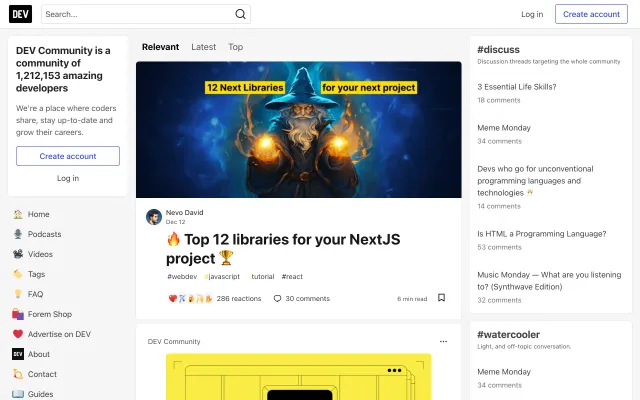 DEV
Search...
Log in
Create account
DEV Community is a
community of
1,212,153 amazing
developers
We're a place where coders
share, stay up-to-date and
grow their careers.
Create account
Log in
Home
Podcasts
Videos
Tags
FAQ
Forem Shop
Advertise on DEV
DEV
About
Contact
Guides
Relevant
Latest
Top
12 Next Libraries
for your next project
Nevo David
Dec 12
Top 12 libraries for your NextJS
project
#webdev #javascript tutorial #react
286 reactions
30 comments
6 min read
DEV Community
#discuss
Discussion threads targeting the whole community
3 Essential Life Skills?
18 comments
Meme Monday
34 comments
Devs who go for unconventional
programming languages and
technologies
14 comments
Is HTML a Programming Language?
53 comments
Music Monday — What are you listening
to? (Synthwave Edition)
32 comments
#watercooler
Light, and off-topic conversation.
Meme Monday
34 comments